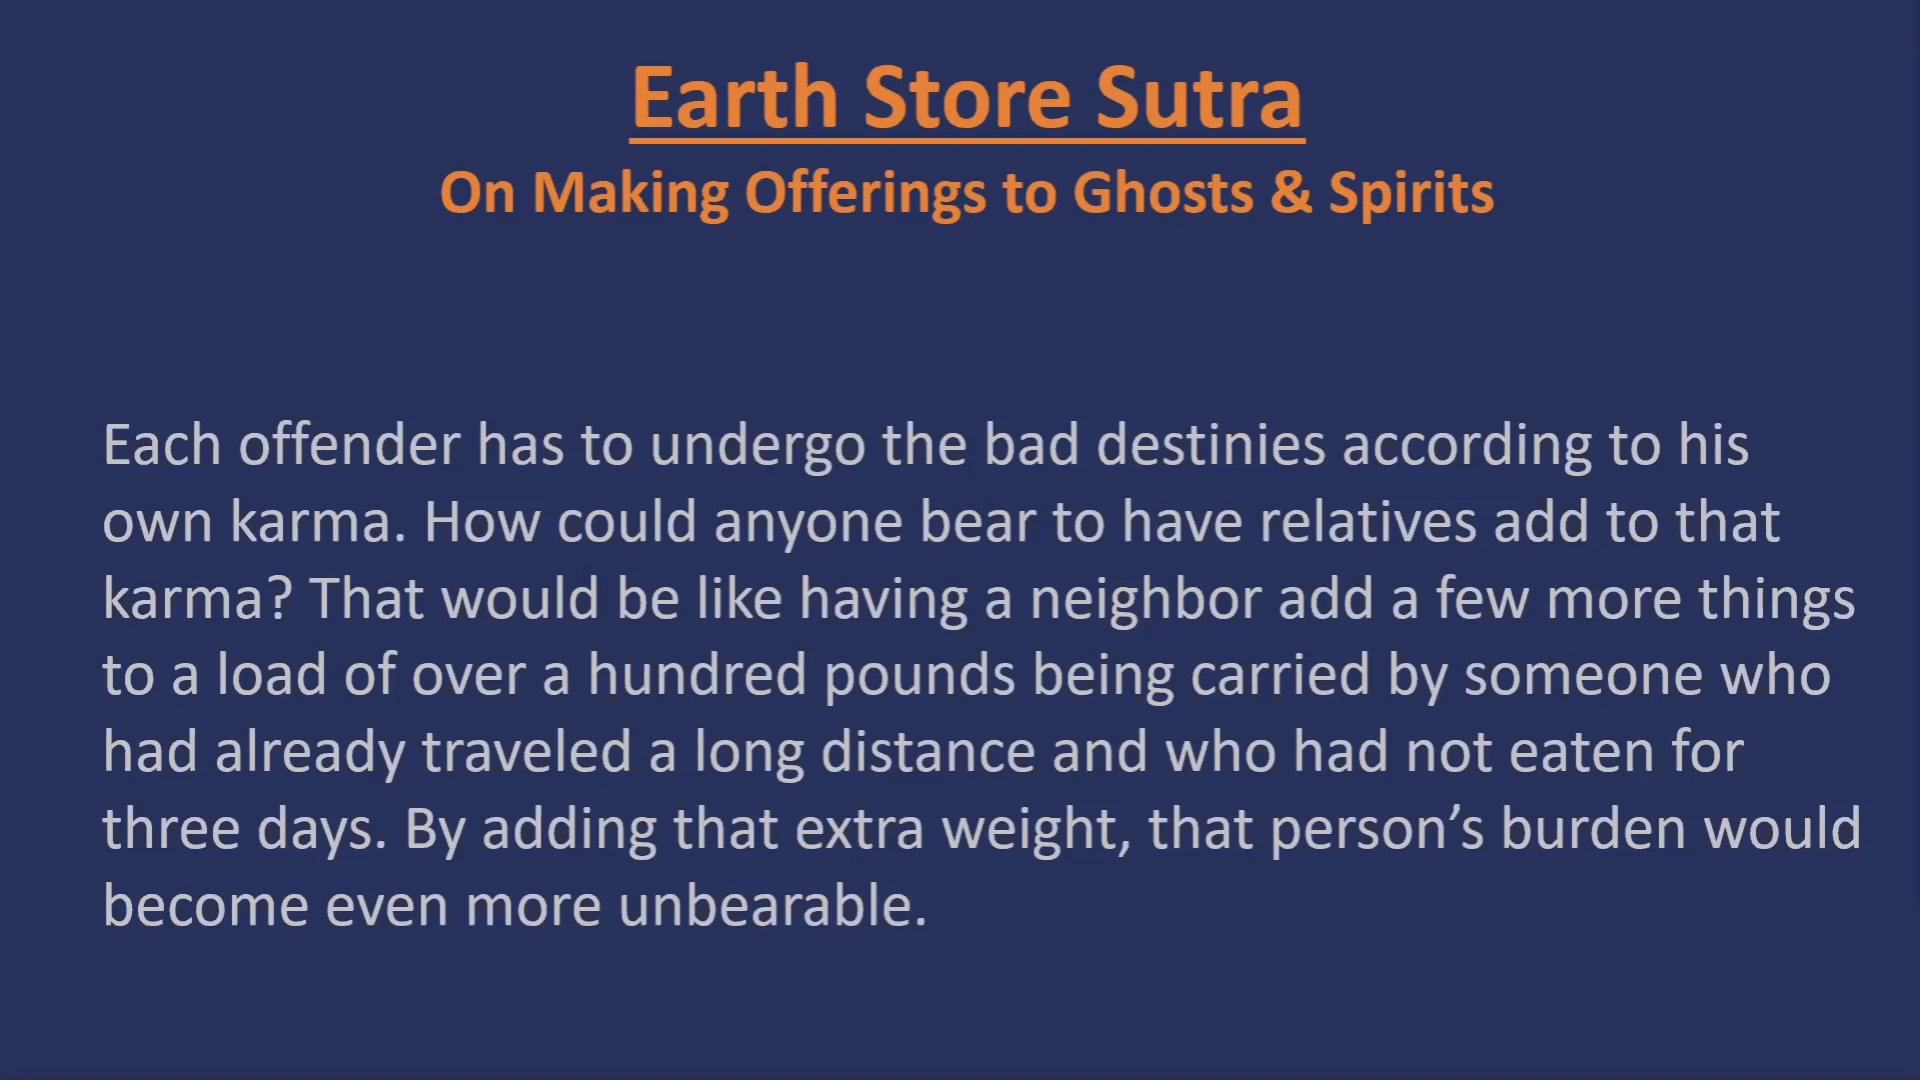 Earth Store Sutra
On Making Offerings to Ghosts & Spirits
Each offender has to undergo the bad destinies according to his
own karma. How could anyone bear to have relatives add to that
karma? That would be like having a neighbor add a few more things
to a load of over a hundred pounds being carried by someone who
had already traveled a long distance and who had not eaten for
three days. By adding that extra weight, that person’s burden would
become even more unbearable.